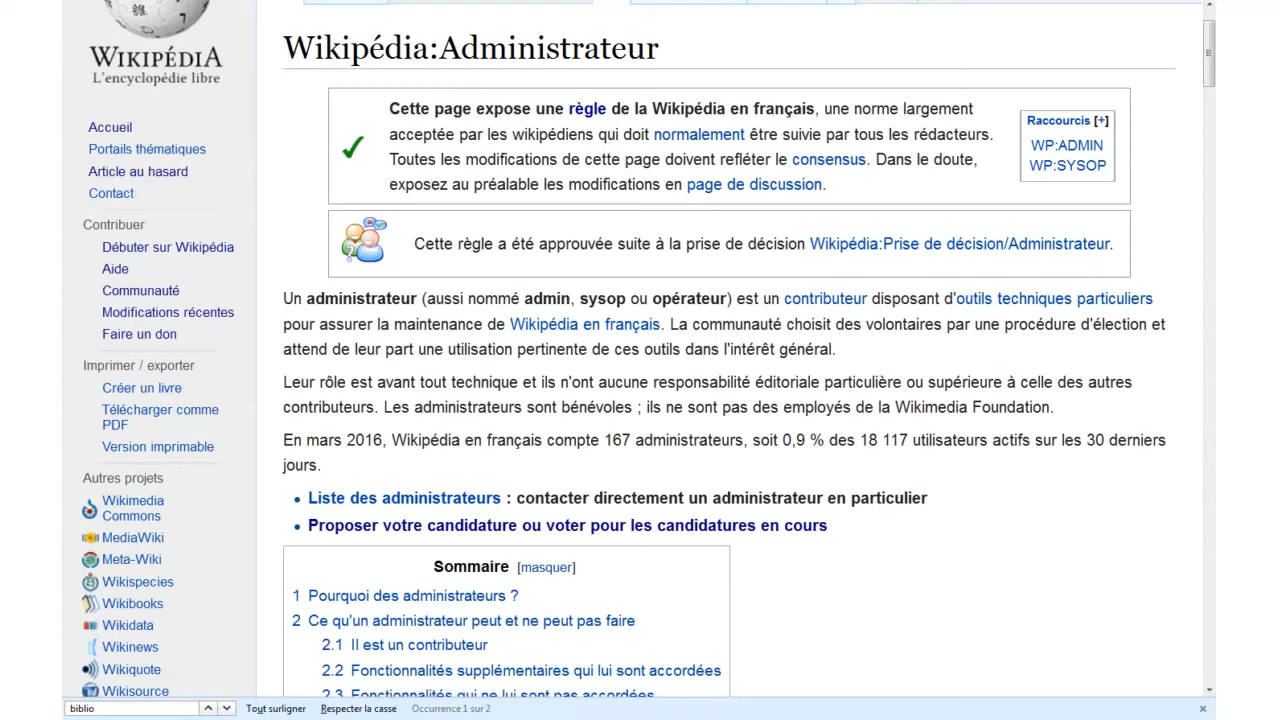 WIKIPÉDIA
L'encyclopédie libre
Accueil
Portails thématiques
Article au hasard
Contact
Contribuer
Débuter sur Wikipédia
Aide
Communauté
Modifications récentes
Faire un don
Imprimer / exporter
Créer un livre
Télécharger comme
PDF
Version imprimable
Autres projets
Wikimedia
Commons
MediaWiki
Meta-Wiki
Wikispecies
Wikibooks
Wikidata
Wikinews
Wikiquote
Wikisource
Wikipédia:Administrateur
Cette page expose une règle de la Wikipédia en français, une norme largement
acceptée par les wikipédiens qui doit normalement être suivie par tous les rédacteurs.
Toutes les modifications de cette page doivent refléter le consensus. Dans le doute,
exposez au préalable les modifications en page de discussion.
Raccourcis [+]
WP:ADMIN
WP:SYSOP
Cette règle a été approuvée suite à la prise de décision Wikipédia:Prise de décision/Administrateur.
Un administrateur (aussi nommé admin, sysop ou opérateur) est un contributeur disposant d'outils techniques particuliers
pour assurer la maintenance de Wikipédia en français. La communauté choisit des volontaires par une procédure d'élection et
attend de leur part une utilisation pertinente de ces outils dans l'intérêt général.
Leur rôle est avant tout technique et ils n'ont aucune responsabilité éditoriale particulière ou supérieure à celle des autres
contributeurs. Les administrateurs sont bénévoles ; ils ne sont pas des employés de la Wikimedia Foundation.
En mars 2016, Wikipédia en français compte 167 administrateurs, soit 0,9 % des 18 117 utilisateurs actifs sur les 30 derniers
jours.
• Liste des administrateurs : contacter directement un administrateur en particulier
• Proposer votre candidature ou voter pour les candidatures en cours
Sommaire [masquer]
1 Pourquoi des administrateurs ?
2 Ce qu'un administrateur peut et ne peut pas faire
2.1 Il est un contributeur
2.2 Fonctionnalités supplémentaires qui lui sont accordées
2.3 Fonctionnalités qui ne lui sont pas accordées
biblio Tout surligner Respecter la casse Occurrence 1 sur 2